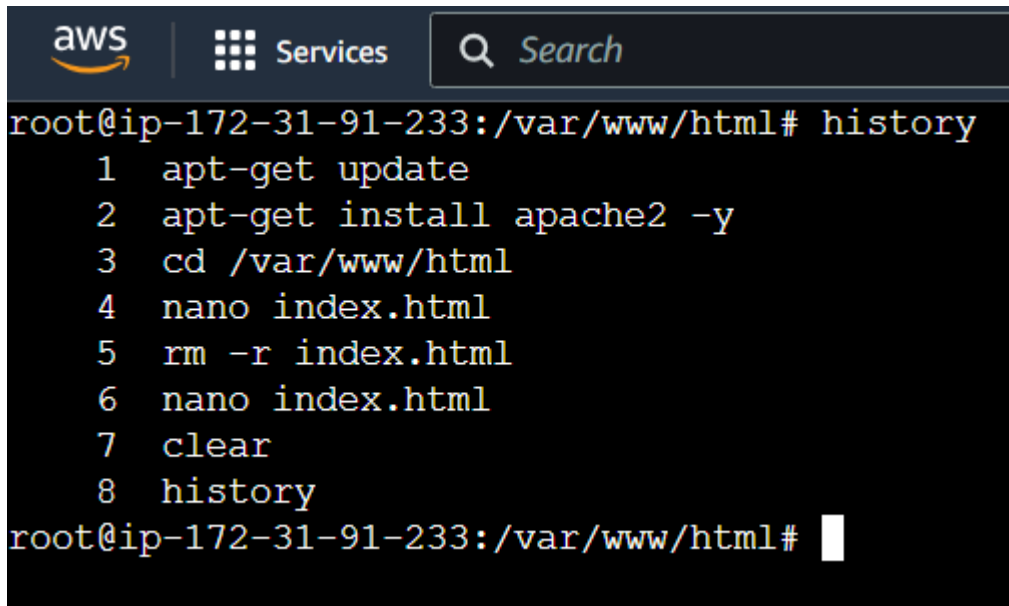 aws Services Search
root@ip-172-31-91-233:/var/www/html# history
1 apt-get update
2 apt-get install apache2 -y
3 cd /var/www/html
4 nano index.html
5 rm -r index.html
6 nano index.html
7 clear
8 history
root@ip-172-31-91-233:/var/www/html#